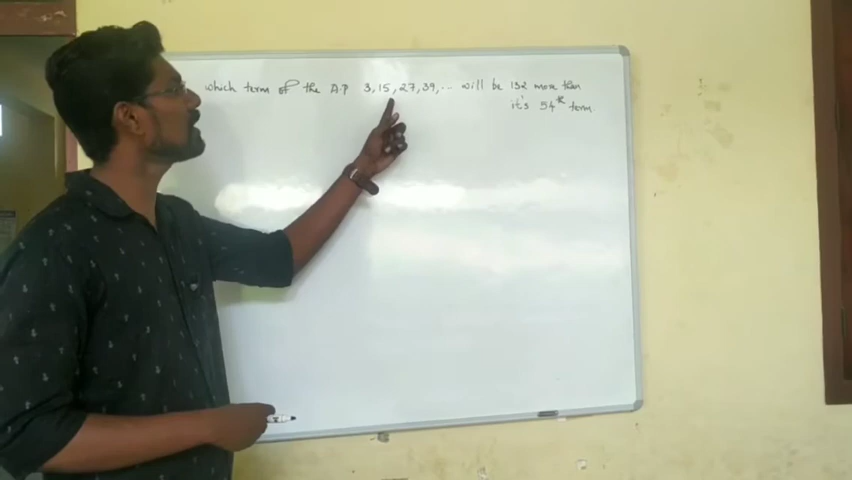 which term of the A.P 3,15,27,39,.. will be 132 more than
it's 54th term.